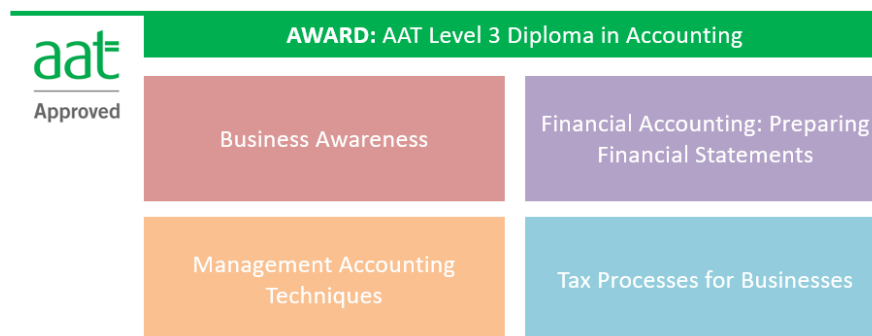 aat
Approved
AWARD: AAT Level 3 Diploma in Accounting
Business Awareness
Financial Accounting: Preparing
Financial Statements
Management Accounting
Techniques
Tax Processes for Businesses